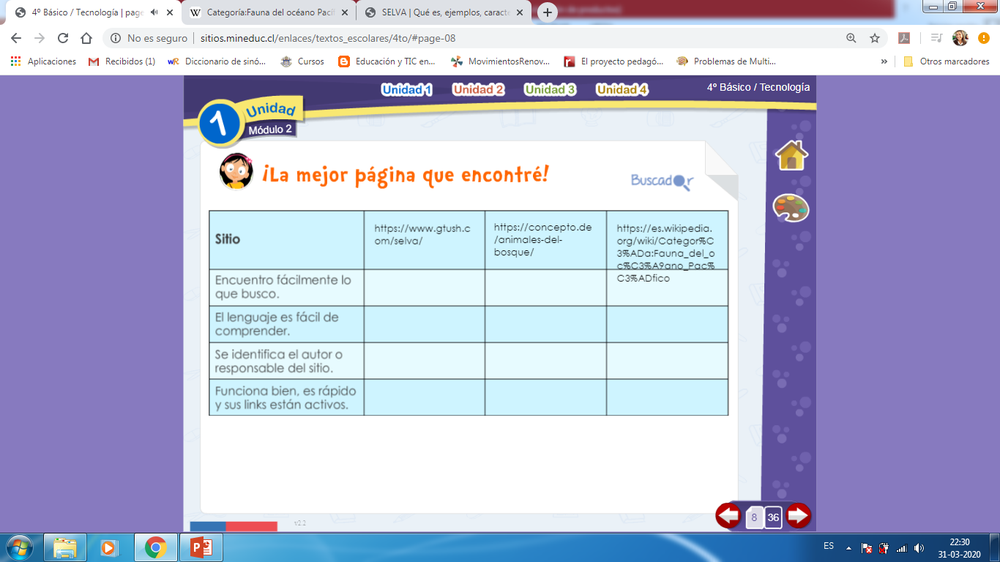 4º Básico / Tecnología | page
Categoría:Fauna del océano Pacíf
SELVA | Qué es, ejemplos, caracte
No es seguro | sitios.mineduc.cl/enlaces/textos_escolares/4to/#page-08
Aplicaciones
Recibidos (1)
Diccionario de sinó...
Cursos
Educación y TIC en...
MovimientosRenov...
El proyecto pedagó...
Problemas de Multi...
»
Otros marcadores
Unidad 1
Unidad 2
Unidad 3
Unidad 4
4º Básico / Tecnología
1
Unidad
Módulo 2
¡La mejor página que encontré!
Buscador
Sitio
https://www.gtush.c
om/selva/
https://concepto.de
/animales-del-
bosque/
https://es.wikipedia.
org/wiki/Categor%C
3%ADa:Fauna_del_o
c%C3%A9ano_Pac%
C3%ADfico
Encuentro fácilmente lo
que busco.
El lenguaje es fácil de
comprender.
Se identifica el autor o
responsable del sitio.
Funciona bien, es rápido
y sus links están activos.
8
36
v2.2
ES
22:30
31-03-2020